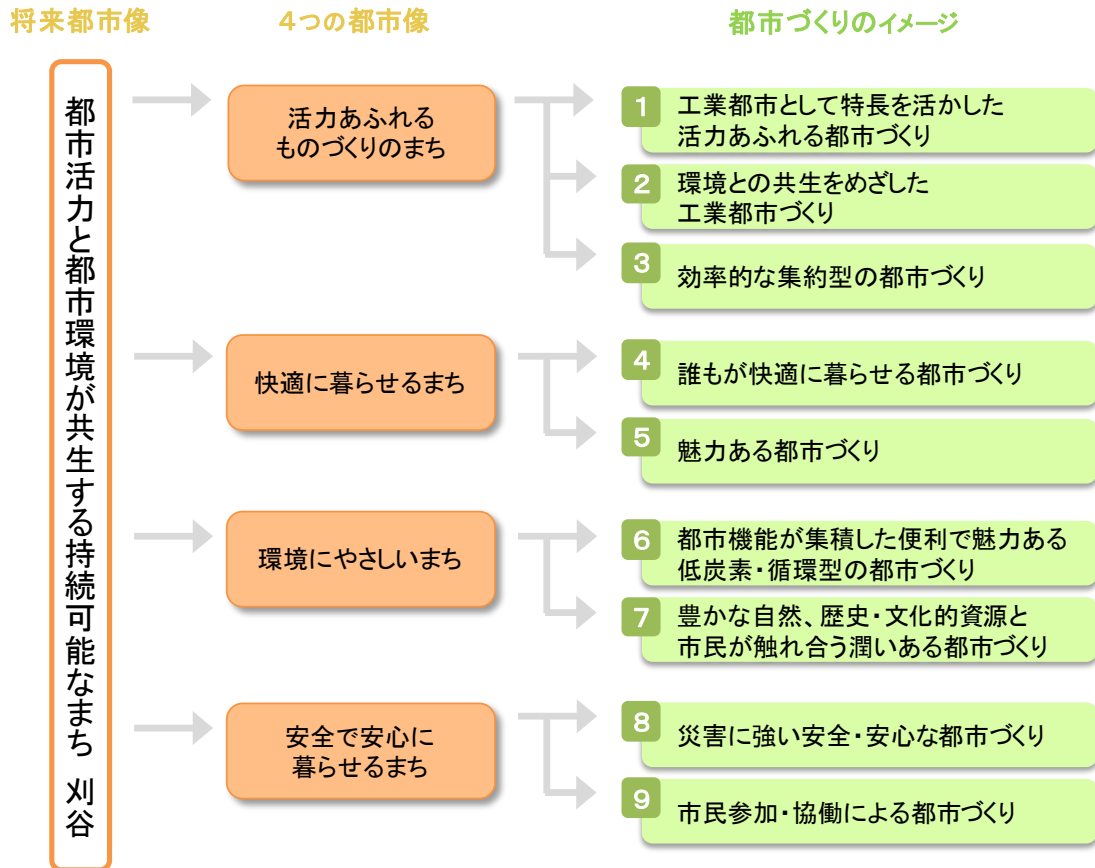 将来都市像
4つの都市像
都市づくりのイメージ
都市活力と都市環境が共生する持続可能なまち 刈谷
活力あふれる
ものづくりのまち
1
工業都市として特長を活かした
活力あふれる都市づくり
2
環境との共生をめざした
工業都市づくり
3
効率的な集約型の都市づくり
快適に暮らせるまち
4
誰もが快適に暮らせる都市づくり
5
魅力ある都市づくり
環境にやさしいまち
6
都市機能が集積した便利で魅力ある
低炭素・循環型の都市づくり
7
豊かな自然、歴史・文化的資源と
市民が触れ合う潤いある都市づくり
安全で安心に
暮らせるまち
8
災害に強い安全・安心な都市づくり
9
市民参加・協働による都市づくり